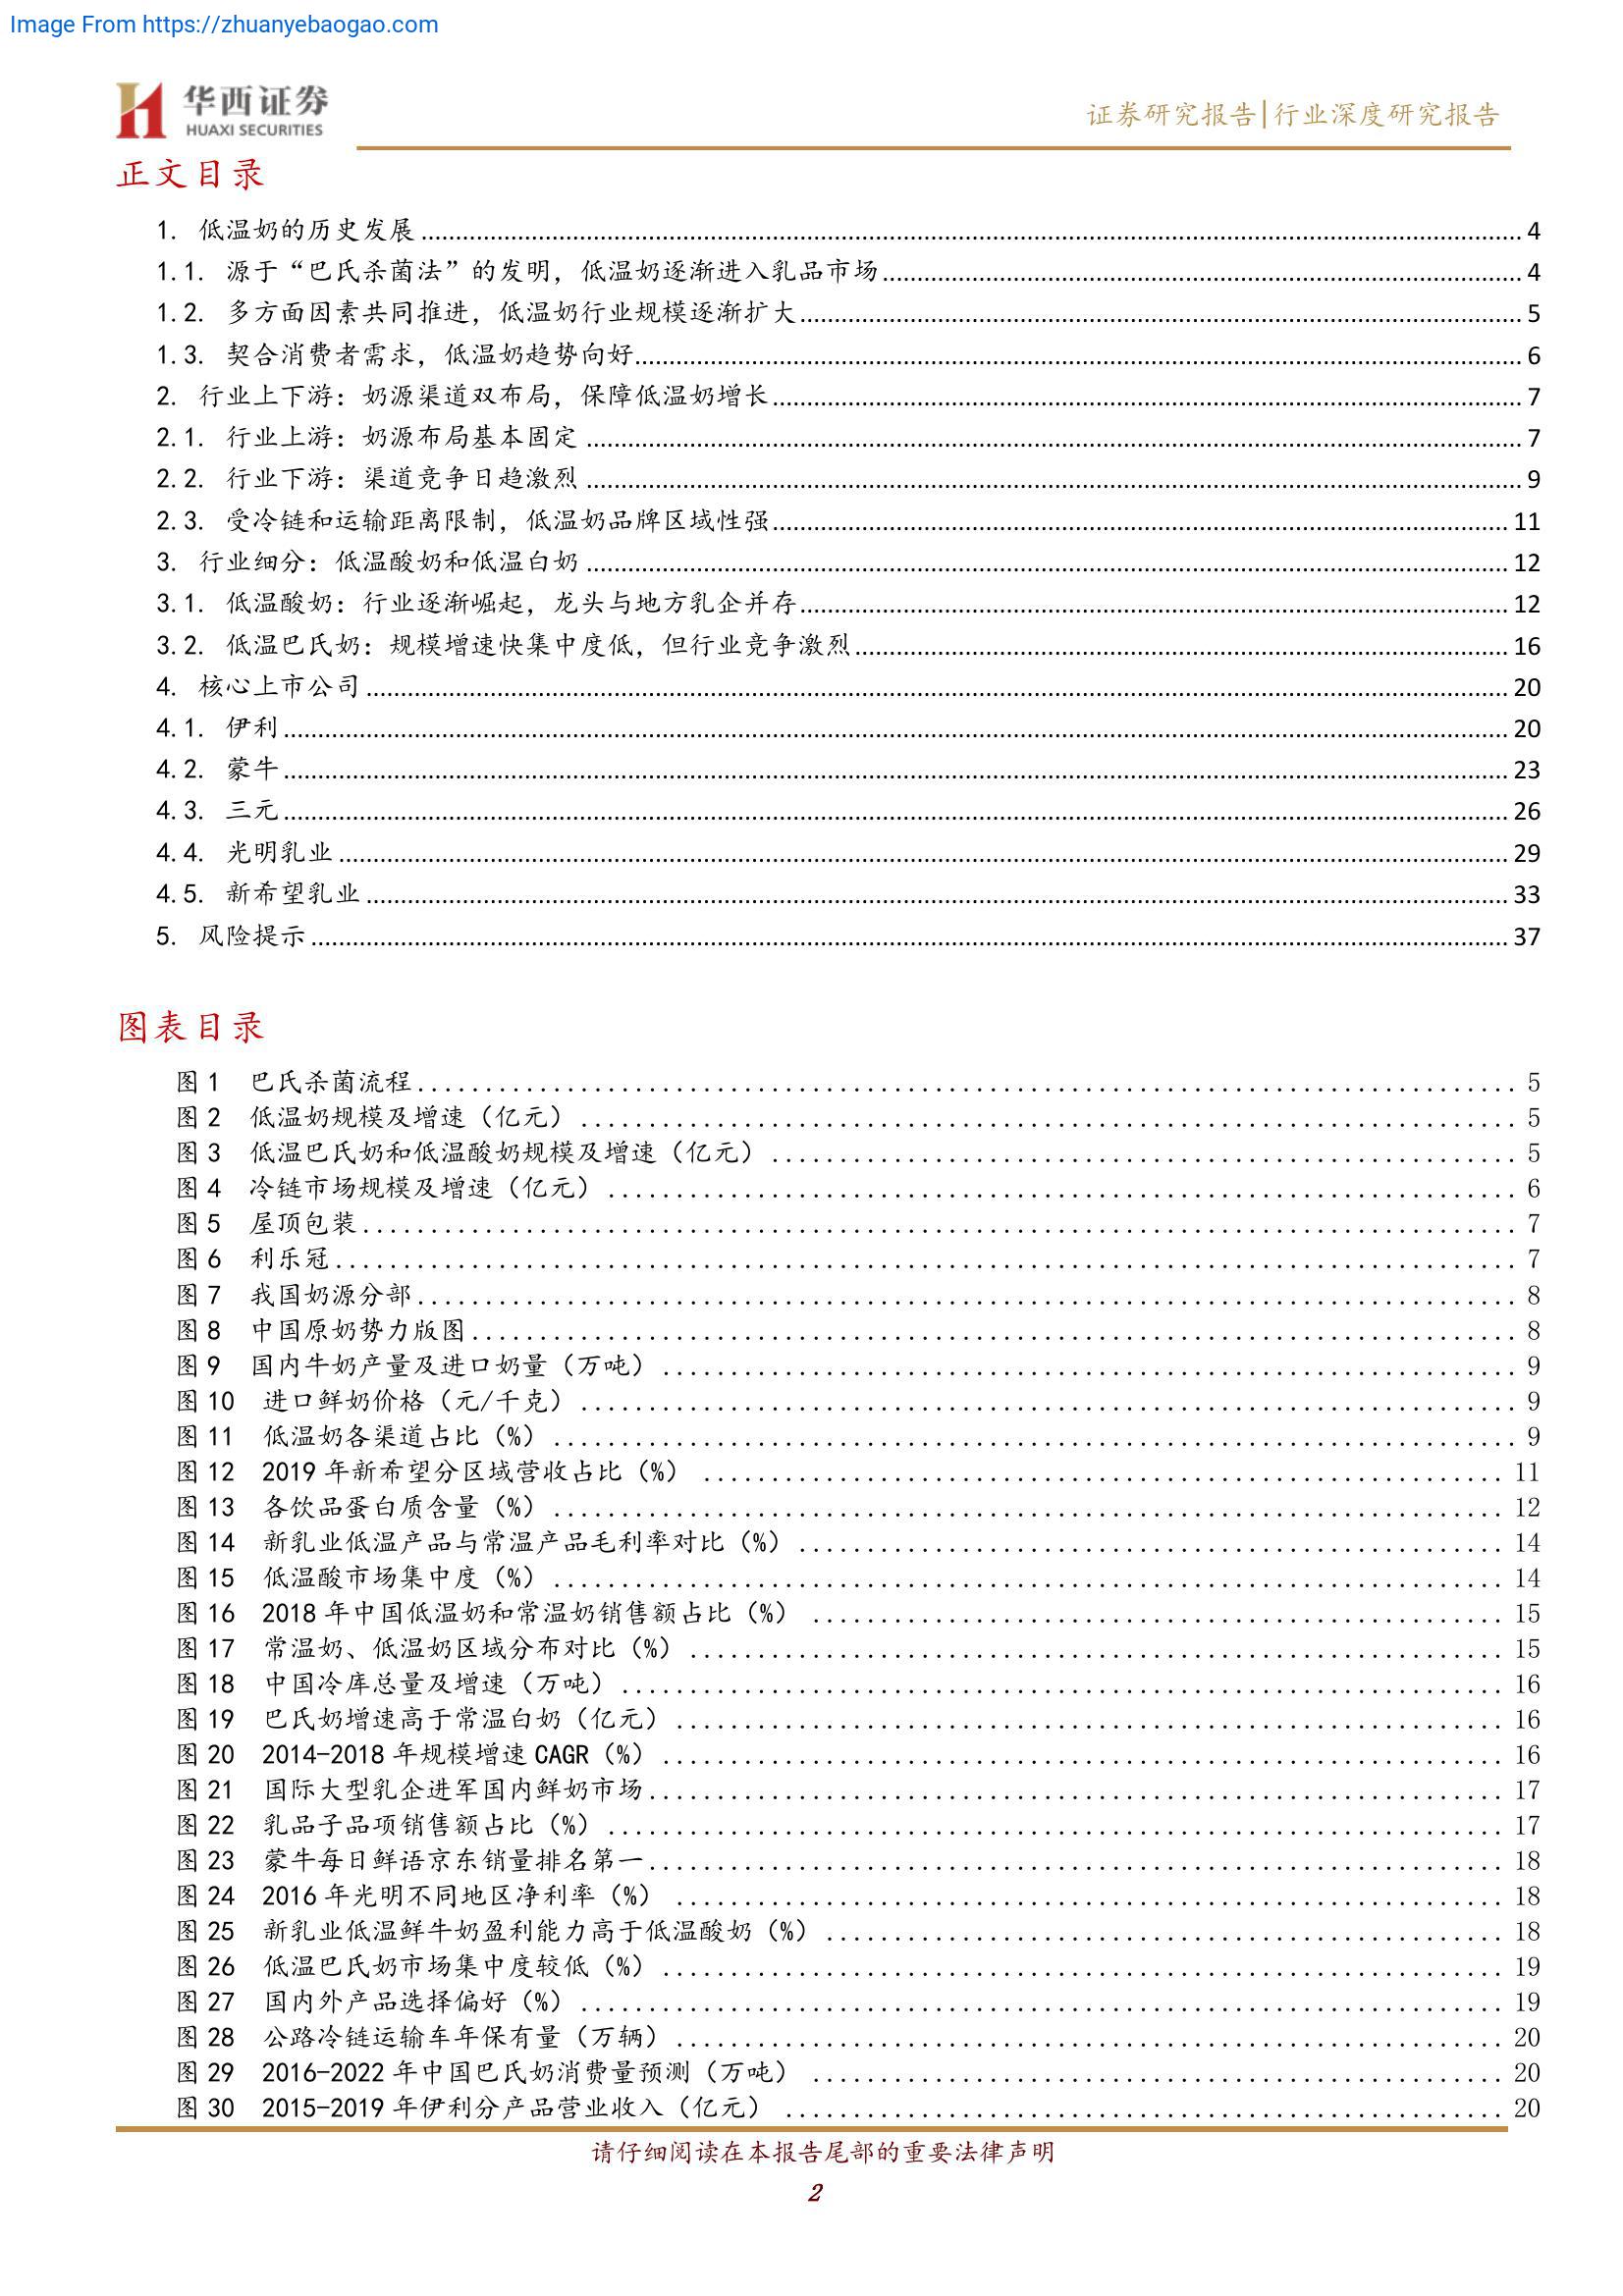 Image From https://zhuanyebaogao.com
华西证券
HUAXI SECURITIES
证券研究报告|行业深度研究报告
正文目录
1. 低温奶的历史发展 4
1.1. 源于“巴氏杀菌法”的发明，低温奶逐渐进入乳品市场 4
1.2. 多方面因素共同推进，低温奶行业规模逐渐扩大 5
1.3. 契合消费者需求，低温奶趋势向好 6
2. 行业上下游：奶源渠道双布局，保障低温奶增长 7
2.1. 行业上游：奶源布局基本固定 7
2.2. 行业下游：渠道竞争日趋激烈 9
2.3. 受冷链和运输距离限制，低温奶品牌区域性强 11
3. 行业细分：低温酸奶和低温白奶 12
3.1. 低温酸奶：行业逐渐崛起，龙头与地方乳企并存 12
3.2. 低温巴氏奶：规模增速快集中度低，但行业竞争激烈 16
4. 核心上市公司 20
4.1. 伊利 20
4.2. 蒙牛 23
4.3. 三元 26
4.4. 光明乳业 29
4.5. 新希望乳业 33
5. 风险提示 37
图表目录
图 1 巴氏杀菌流程 5
图 2 低温奶规模及增速（亿元） 5
图 3 低温巴氏奶和低温酸奶规模及增速（亿元） 5
图 4 冷链市场规模及增速（亿元） 6
图 5 屋顶包装 7
图 6 利乐冠 7
图 7 我国奶源分部 8
图 8 中国原奶势力版图 8
图 9 国内牛奶产量及进口奶量（万吨） 9
图 10 进口鲜奶价格（元/千克） 9
图 11 低温奶各渠道占比（%） 9
图 12 2019 年新希望分区域营收占比（%） 11
图 13 各饮品蛋白质含量（%） 12
图 14 新乳业低温产品与常温产品毛利率对比（%） 14
图 15 低温酸市场集中度（%） 14
图 16 2018 年中国低温奶和常温奶销售额占比（%） 15
图 17 常温奶、低温奶区域分布对比（%） 15
图 18 中国冷库总量及增速（万吨） 16
图 19 巴氏奶增速高于常温白奶（亿元） 16
图 20 2014-2018 年规模增速 CAGR（%） 16
图 21 国际大型乳企进军国内鲜奶市场 17
图 22 乳品子品项销售额占比（%） 17
图 23 蒙牛每日鲜语京东销量排名第一 18
图 24 2016 年光明不同地区净利率（%） 18
图 25 新乳业低温鲜牛奶盈利能力高于低温酸奶（%） 18
图 26 低温巴氏奶市场集中度较低（%） 19
图 27 国内外产品选择偏好（%） 19
图 28 公路冷链运输车年保有量（万辆） 20
图 29 2016-2022 年中国巴氏奶消费量预测（万吨） 20
图 30 2015-2019 年伊利分产品营业收入（亿元） 20
请仔细阅读在本报告尾部的重要法律声明
2